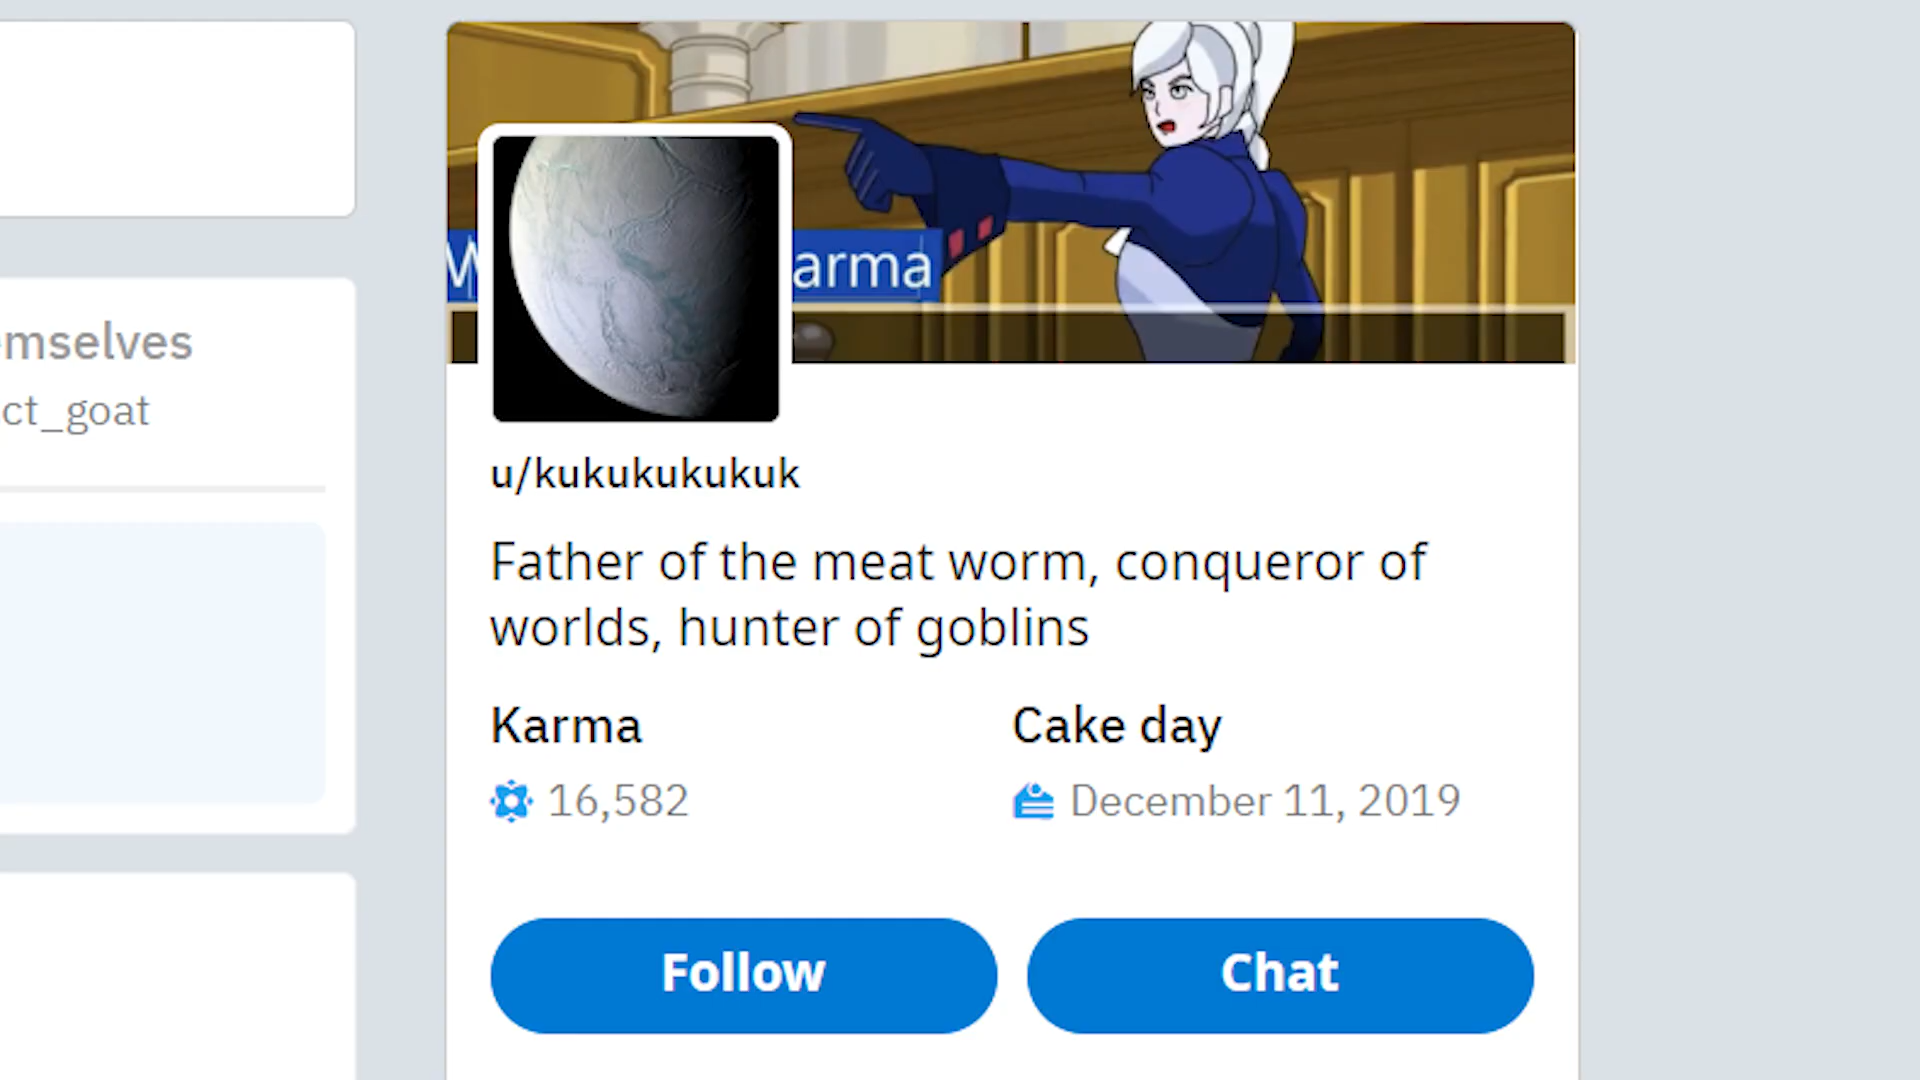 emselves
ct_goat
arma
u/kukukukukuk
Father of the meat worm, conqueror of
worlds, hunter of goblins
Karma
Cake day
16,582
December 11, 2019
Follow
Chat